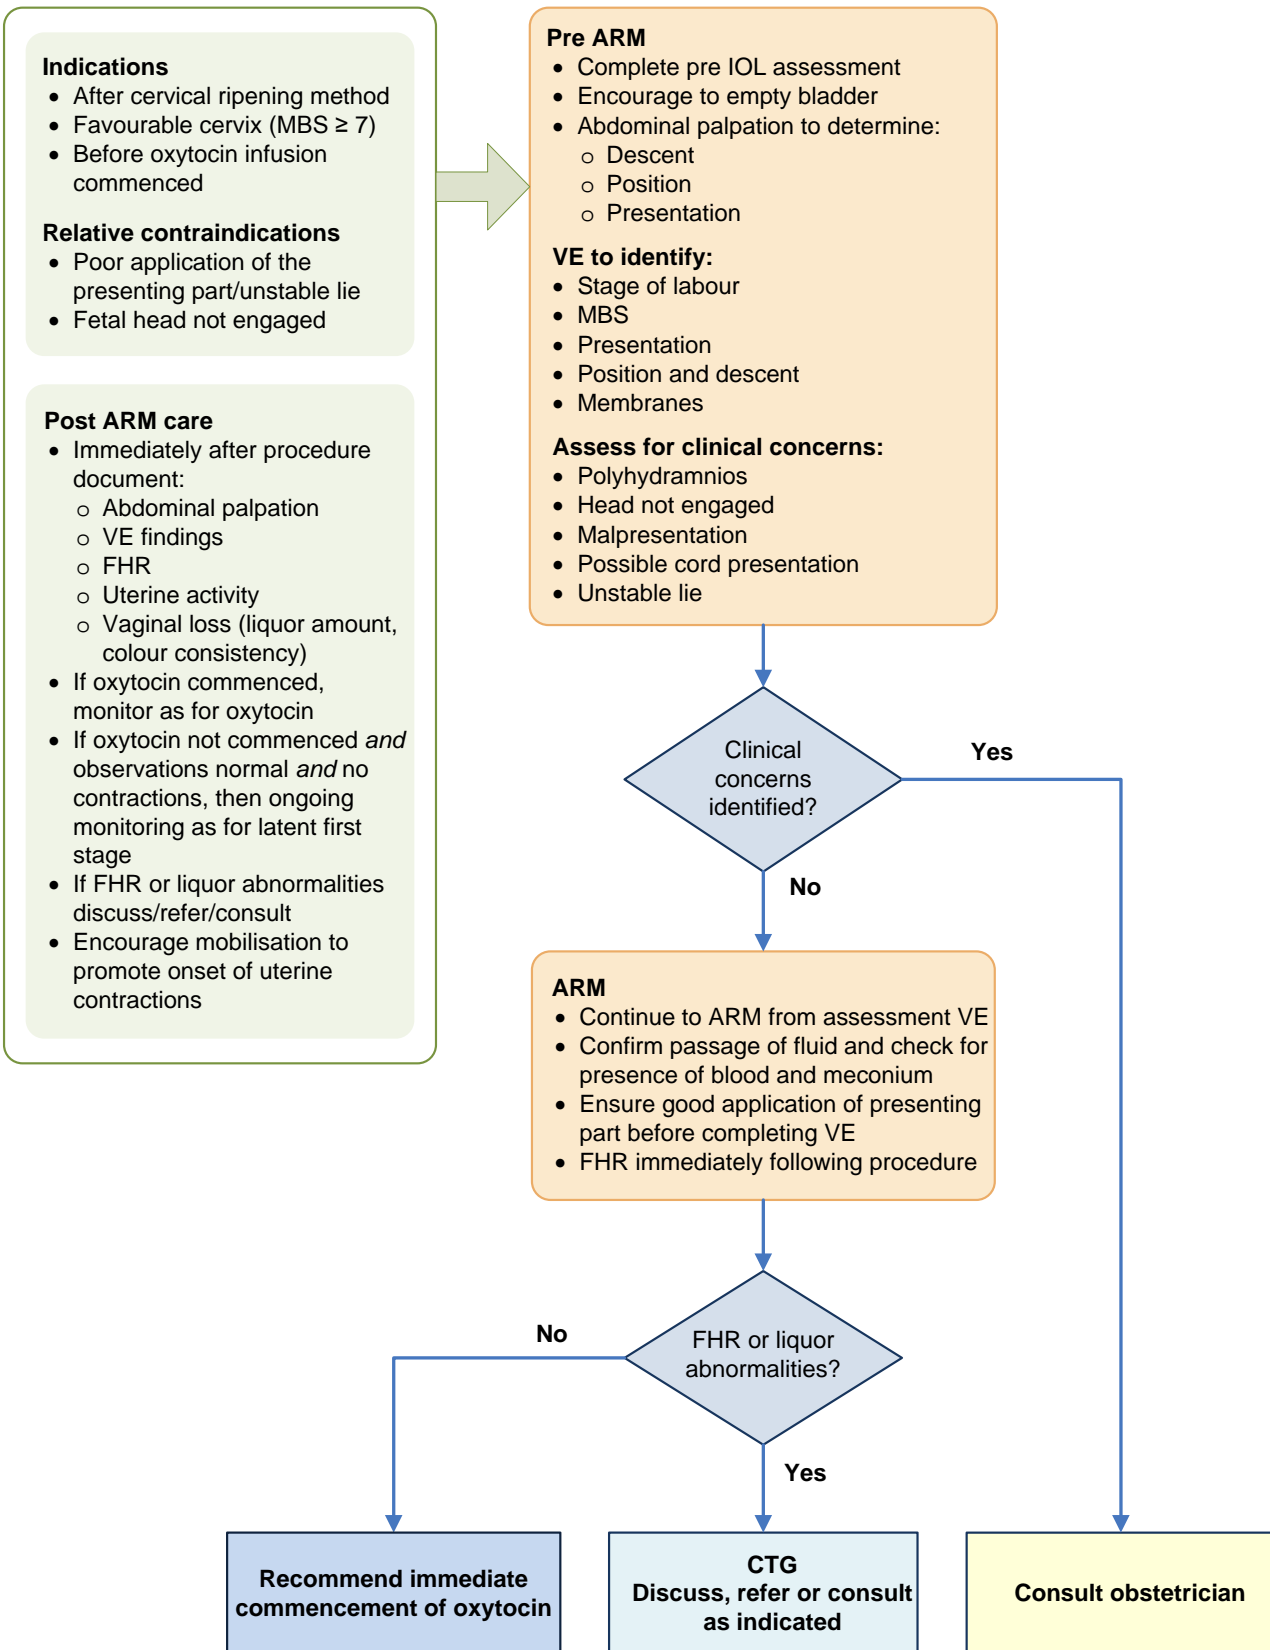 Indications
• After cervical ripening method
• Favourable cervix (MBS ≥ 7)
• Before oxytocin infusion
commenced
Relative contraindications
• Poor application of the
presenting part/unstable lie
• Fetal head not engaged
Post ARM care
• Immediately after procedure
document:
o Abdominal palpation
o VE findings
o FHR
o Uterine activity
o Vaginal loss (liquor amount,
colour consistency)
• If oxytocin commenced,
monitor as for oxytocin
• If oxytocin not commenced and
observations normal and no
contractions, then ongoing
monitoring as for latent first
stage
• If FHR or liquor abnormalities
discuss/refer/consult
• Encourage mobilisation to
promote onset of uterine
contractions
Pre ARM
• Complete pre IOL assessment
• Encourage to empty bladder
• Abdominal palpation to determine:
o Descent
o Position
o Presentation
VE to identify:
• Stage of labour
• MBS
• Presentation
• Position and descent
• Membranes
Assess for clinical concerns:
• Polyhydramnios
• Head not engaged
• Malpresentation
• Possible cord presentation
• Unstable lie
Clinical
concerns
identified?
Yes
No
ARM
• Continue to ARM from assessment VE
• Confirm passage of fluid and check for
presence of blood and meconium
• Ensure good application of presenting
part before completing VE
• FHR immediately following procedure
FHR or liquor
abnormalities?
No
Yes
Recommend immediate
commencement of oxytocin
CTG
Discuss, refer or consult
as indicated
Consult obstetrician